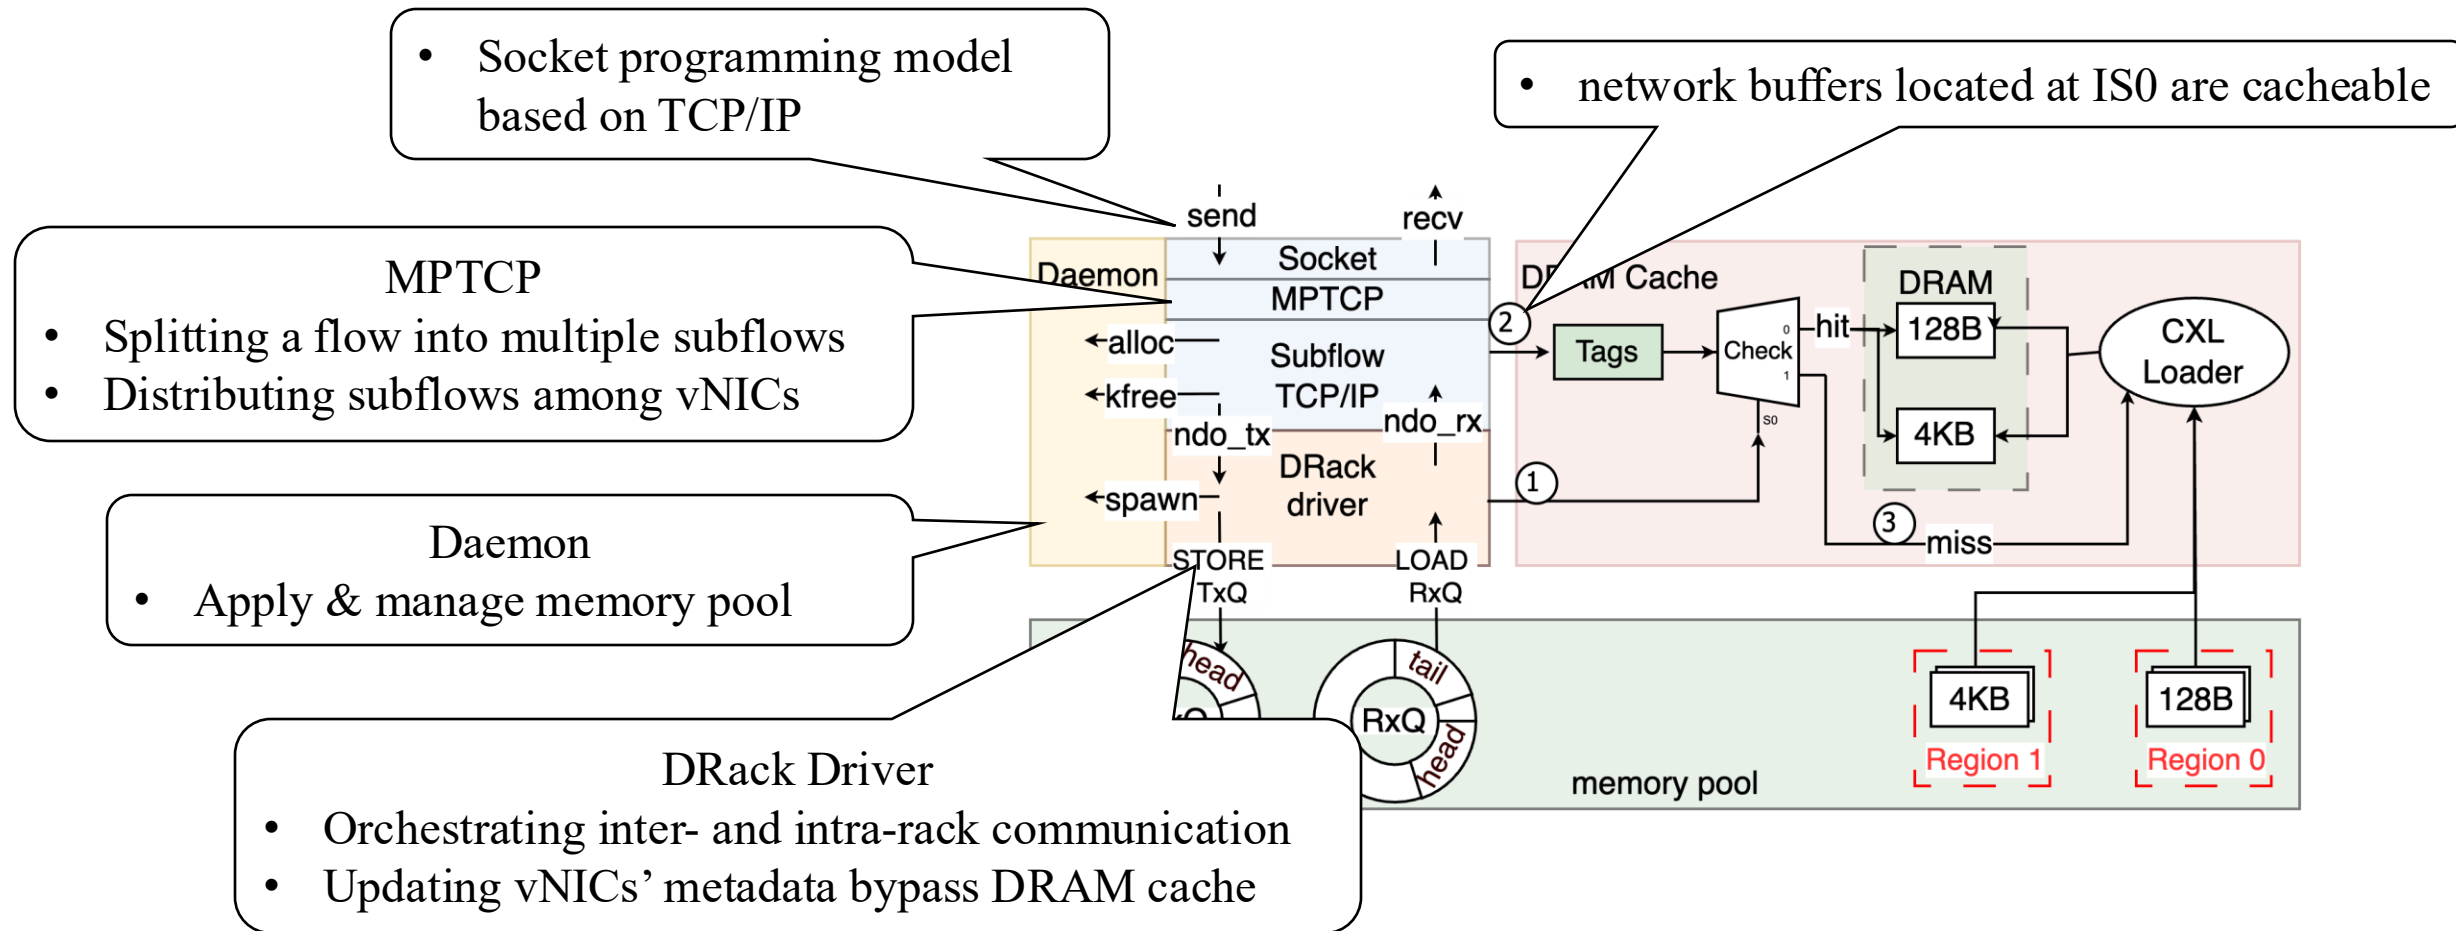 • Socket programming model
based on TCP/IP
• network buffers located at IS0 are cacheable
MPTCP
• Splitting a flow into multiple subflows
• Distributing subflows among vNICs
Daemon
• Apply & manage memory pool
DRack Driver
• Orchestrating inter- and intra-rack communication
• Updating vNICs’ metadata bypass DRAM cache
send
recv
Daemon
Socket
MPTCP
alloc
Subflow
TCP/IP
kfree
ndo_tx
ndo_rx
DRack
driver
spawn
STORE
TxQ
LOAD
RxQ
Cache
2
Tags
Check
0
1
S0
hit
DRAM
128B
4KB
CXL
Loader
1
3
miss
head
tail
RxQ
head
memory pool
4KB
Region 1
128B
Region 0